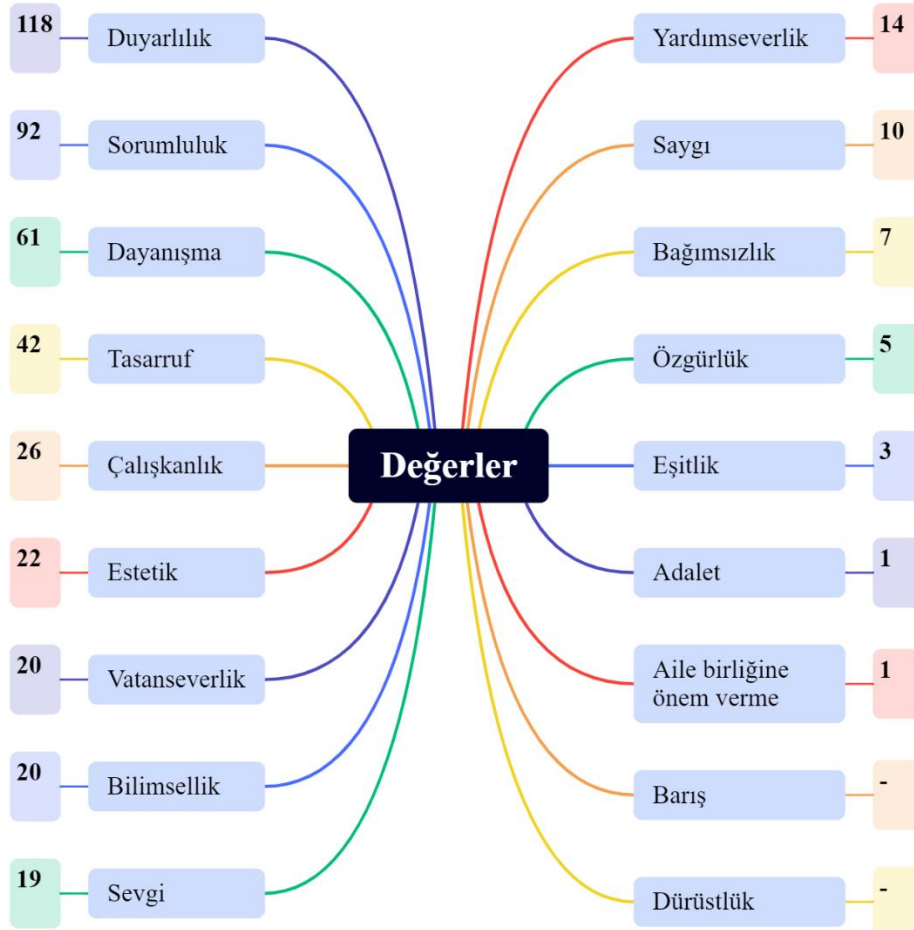 118 Duyarlılık
92 Sorumluluk
61 Dayanışma
42 Tasarruf
26 Çalışkanlık
22 Estetik
20 Vatanseverlik
20 Bilimsellik
19 Sevgi
Değerler
Yardımseverlik 14
Saygı 10
Bağımsızlık 7
Özgürlük 5
Eşitlik 3
Adalet 1
Aile birliğine
önem verme 1
Barış -
Dürüstlük -